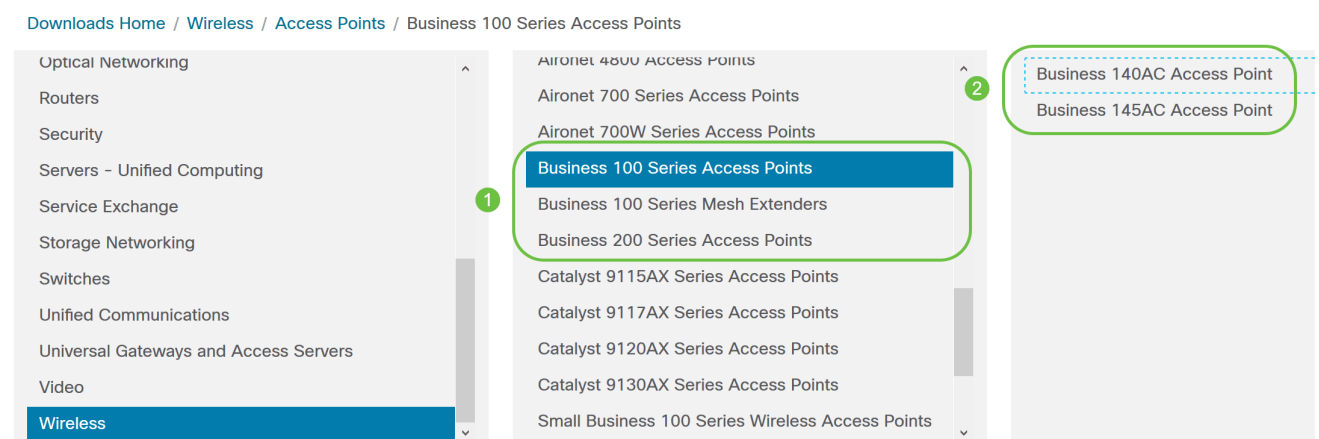 Downloads Home / Wireless / Access Points / Business 100 Series Access Points
Optical Networking
Routers
Security
Servers - Unified Computing
Service Exchange
Storage Networking
Switches
Unified Communications
Universal Gateways and Access Servers
Video
Wireless
1
Aironet 4800 Access Points
Aironet 700 Series Access Points
Aironet 700W Series Access Points
Business 100 Series Access Points
Business 100 Series Mesh Extenders
Business 200 Series Access Points
Catalyst 9115AX Series Access Points
Catalyst 9117AX Series Access Points
Catalyst 9120AX Series Access Points
Catalyst 9130AX Series Access Points
Small Business 100 Series Wireless Access Points
2
Business 140AC Access Point
Business 145AC Access Point